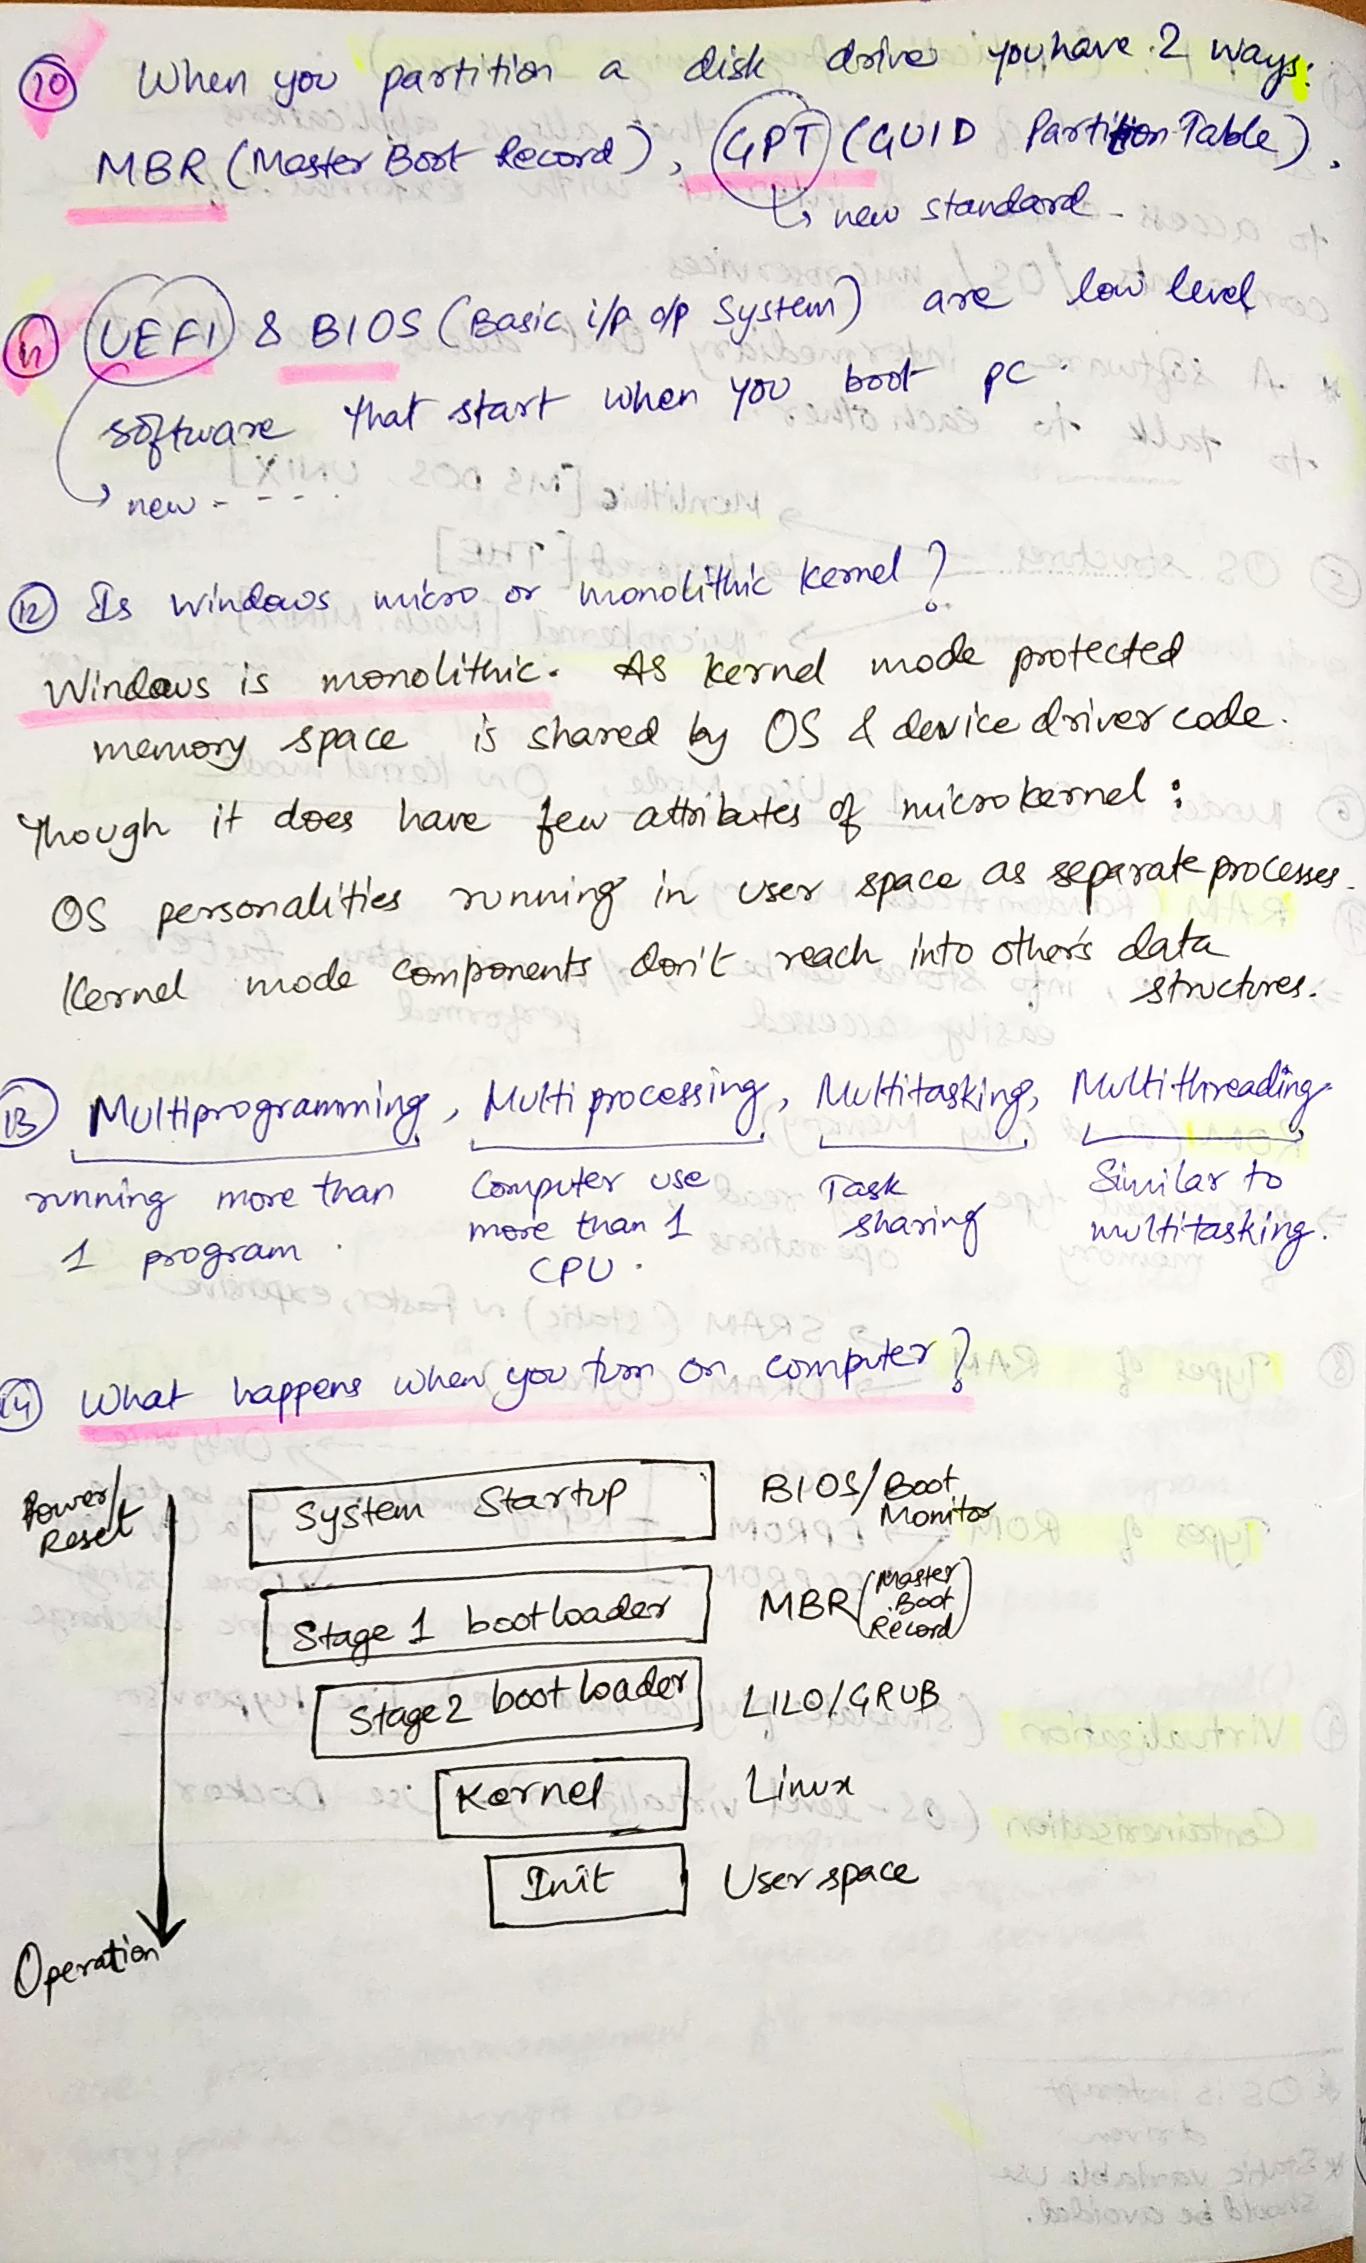 10 When you partition a disk drive you have 2 ways:
MBR (Master Boot Record), GPT (GUID Partition Table).
↳ new standard
11 UEFI & BIOS (Basic i/p o/p System) are low level
software that start when you boot PC.
→ new - - - -
12 Is windows micro or monolithic kernel?
Windows is monolithic. As kernel mode protected
memory space is shared by OS & device driver code.
Though it does have few attributes of microkernel:
OS personalities running in user space as separate processes.
Kernel mode components don't reach into other's data
structures.
13 Multiprogramming, Multiprocessing, Multitasking, Multithreading.
running more than
1 program.
Computer use
more than 1
CPU.
Task
sharing
Similar to
multitasking.
14 What happens when you turn on computer?
Power/
Reset
System Startup BIOS/Boot
Monitor
Stage 1 bootloader MBR (Master
Boot
Record)
Stage 2 bootloader LILO/GRUB
Kernel Linux
Init User space
Operation